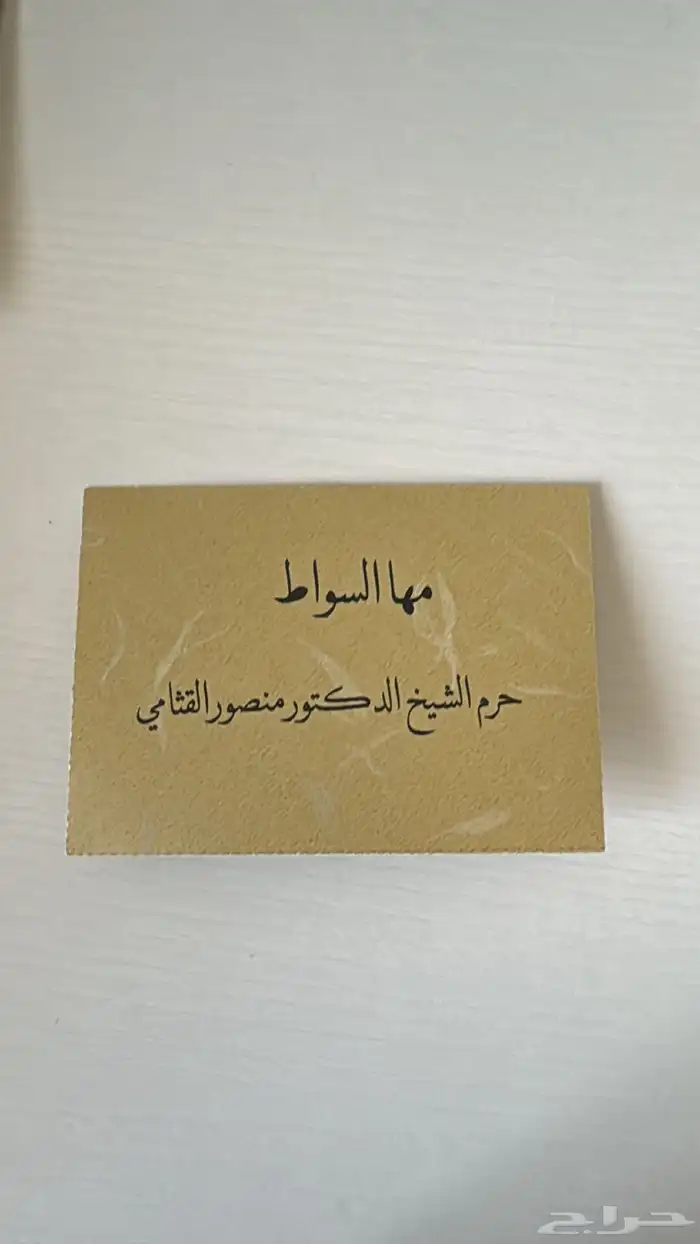 مها السواط
حرم الشيخ الدكتور منصور القثامي
حراج